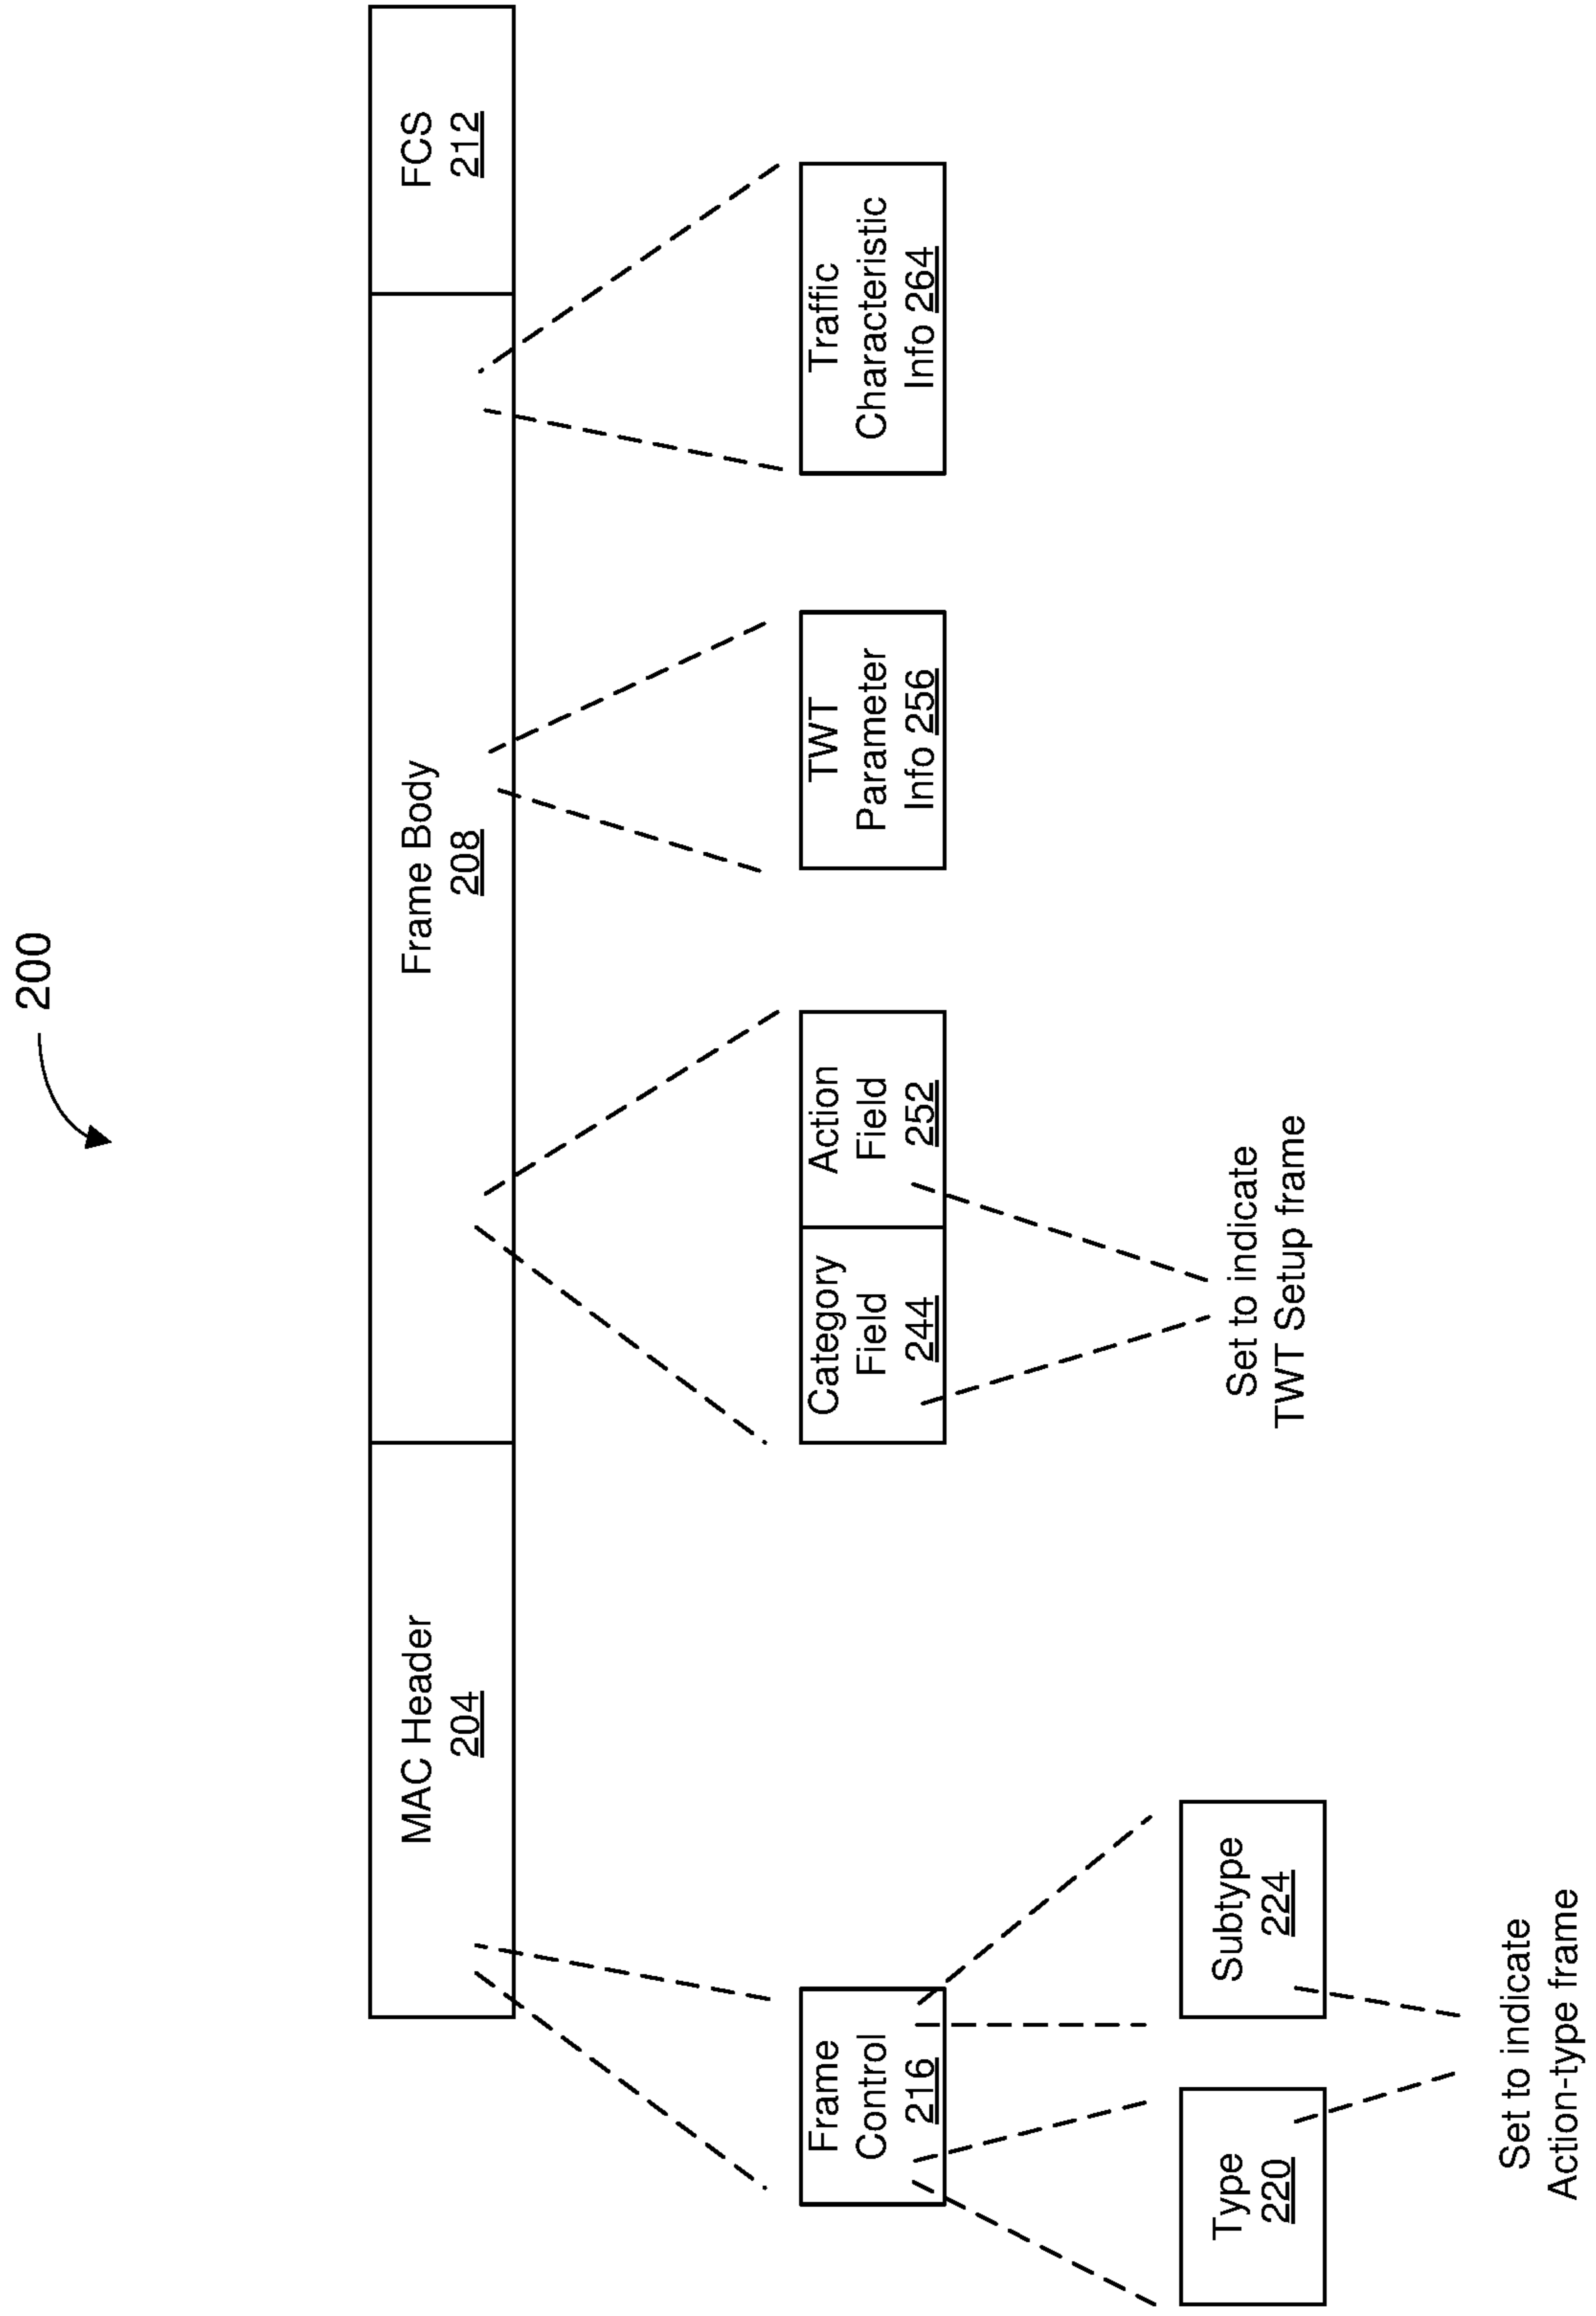 200
MAC Header
204
Frame Body
208
FCS
212
Frame
Control
216
Category
Field
244
Action
Field
252
TWT
Parameter
Info 256
Traffic
Characteristic
Info 264
Type
220
Subtype
224
Set to indicate
TWT Setup frame
Set to indicate
Action-type frame